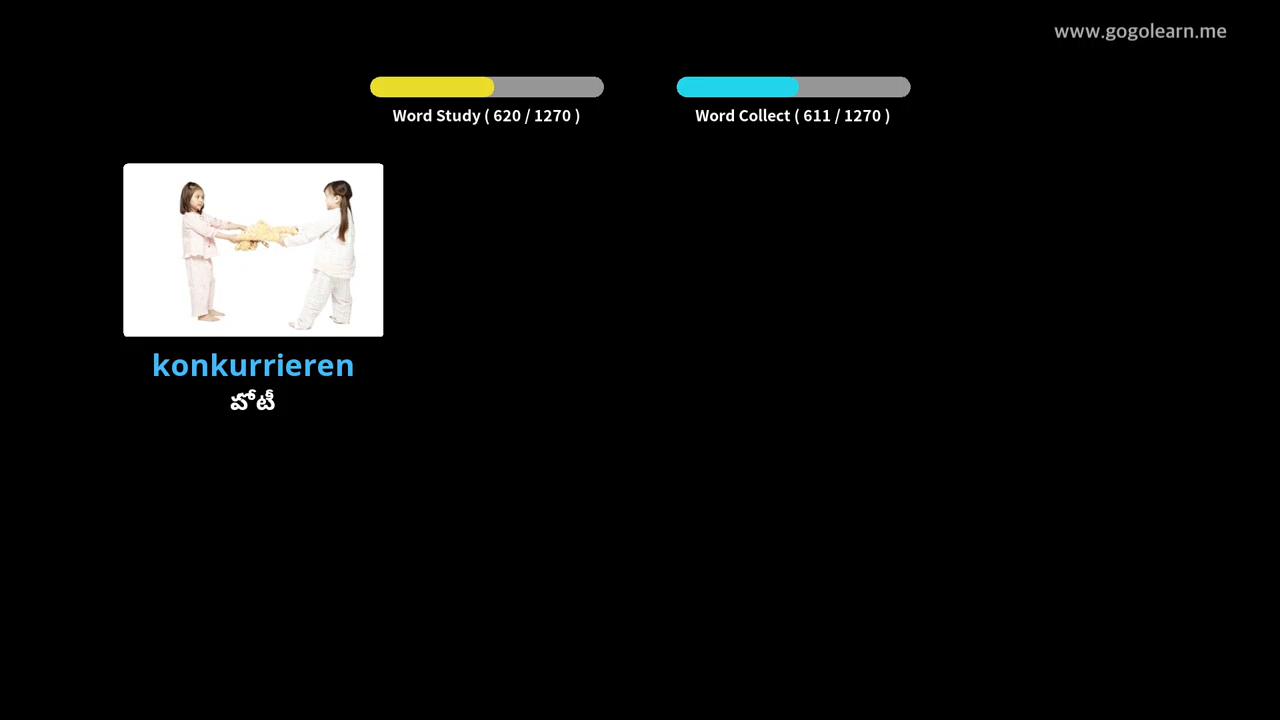 www.gogolearn.me
Word Study ( 620 / 1270 )
Word Collect ( 611 / 1270 )
konkurrieren
పోటీ